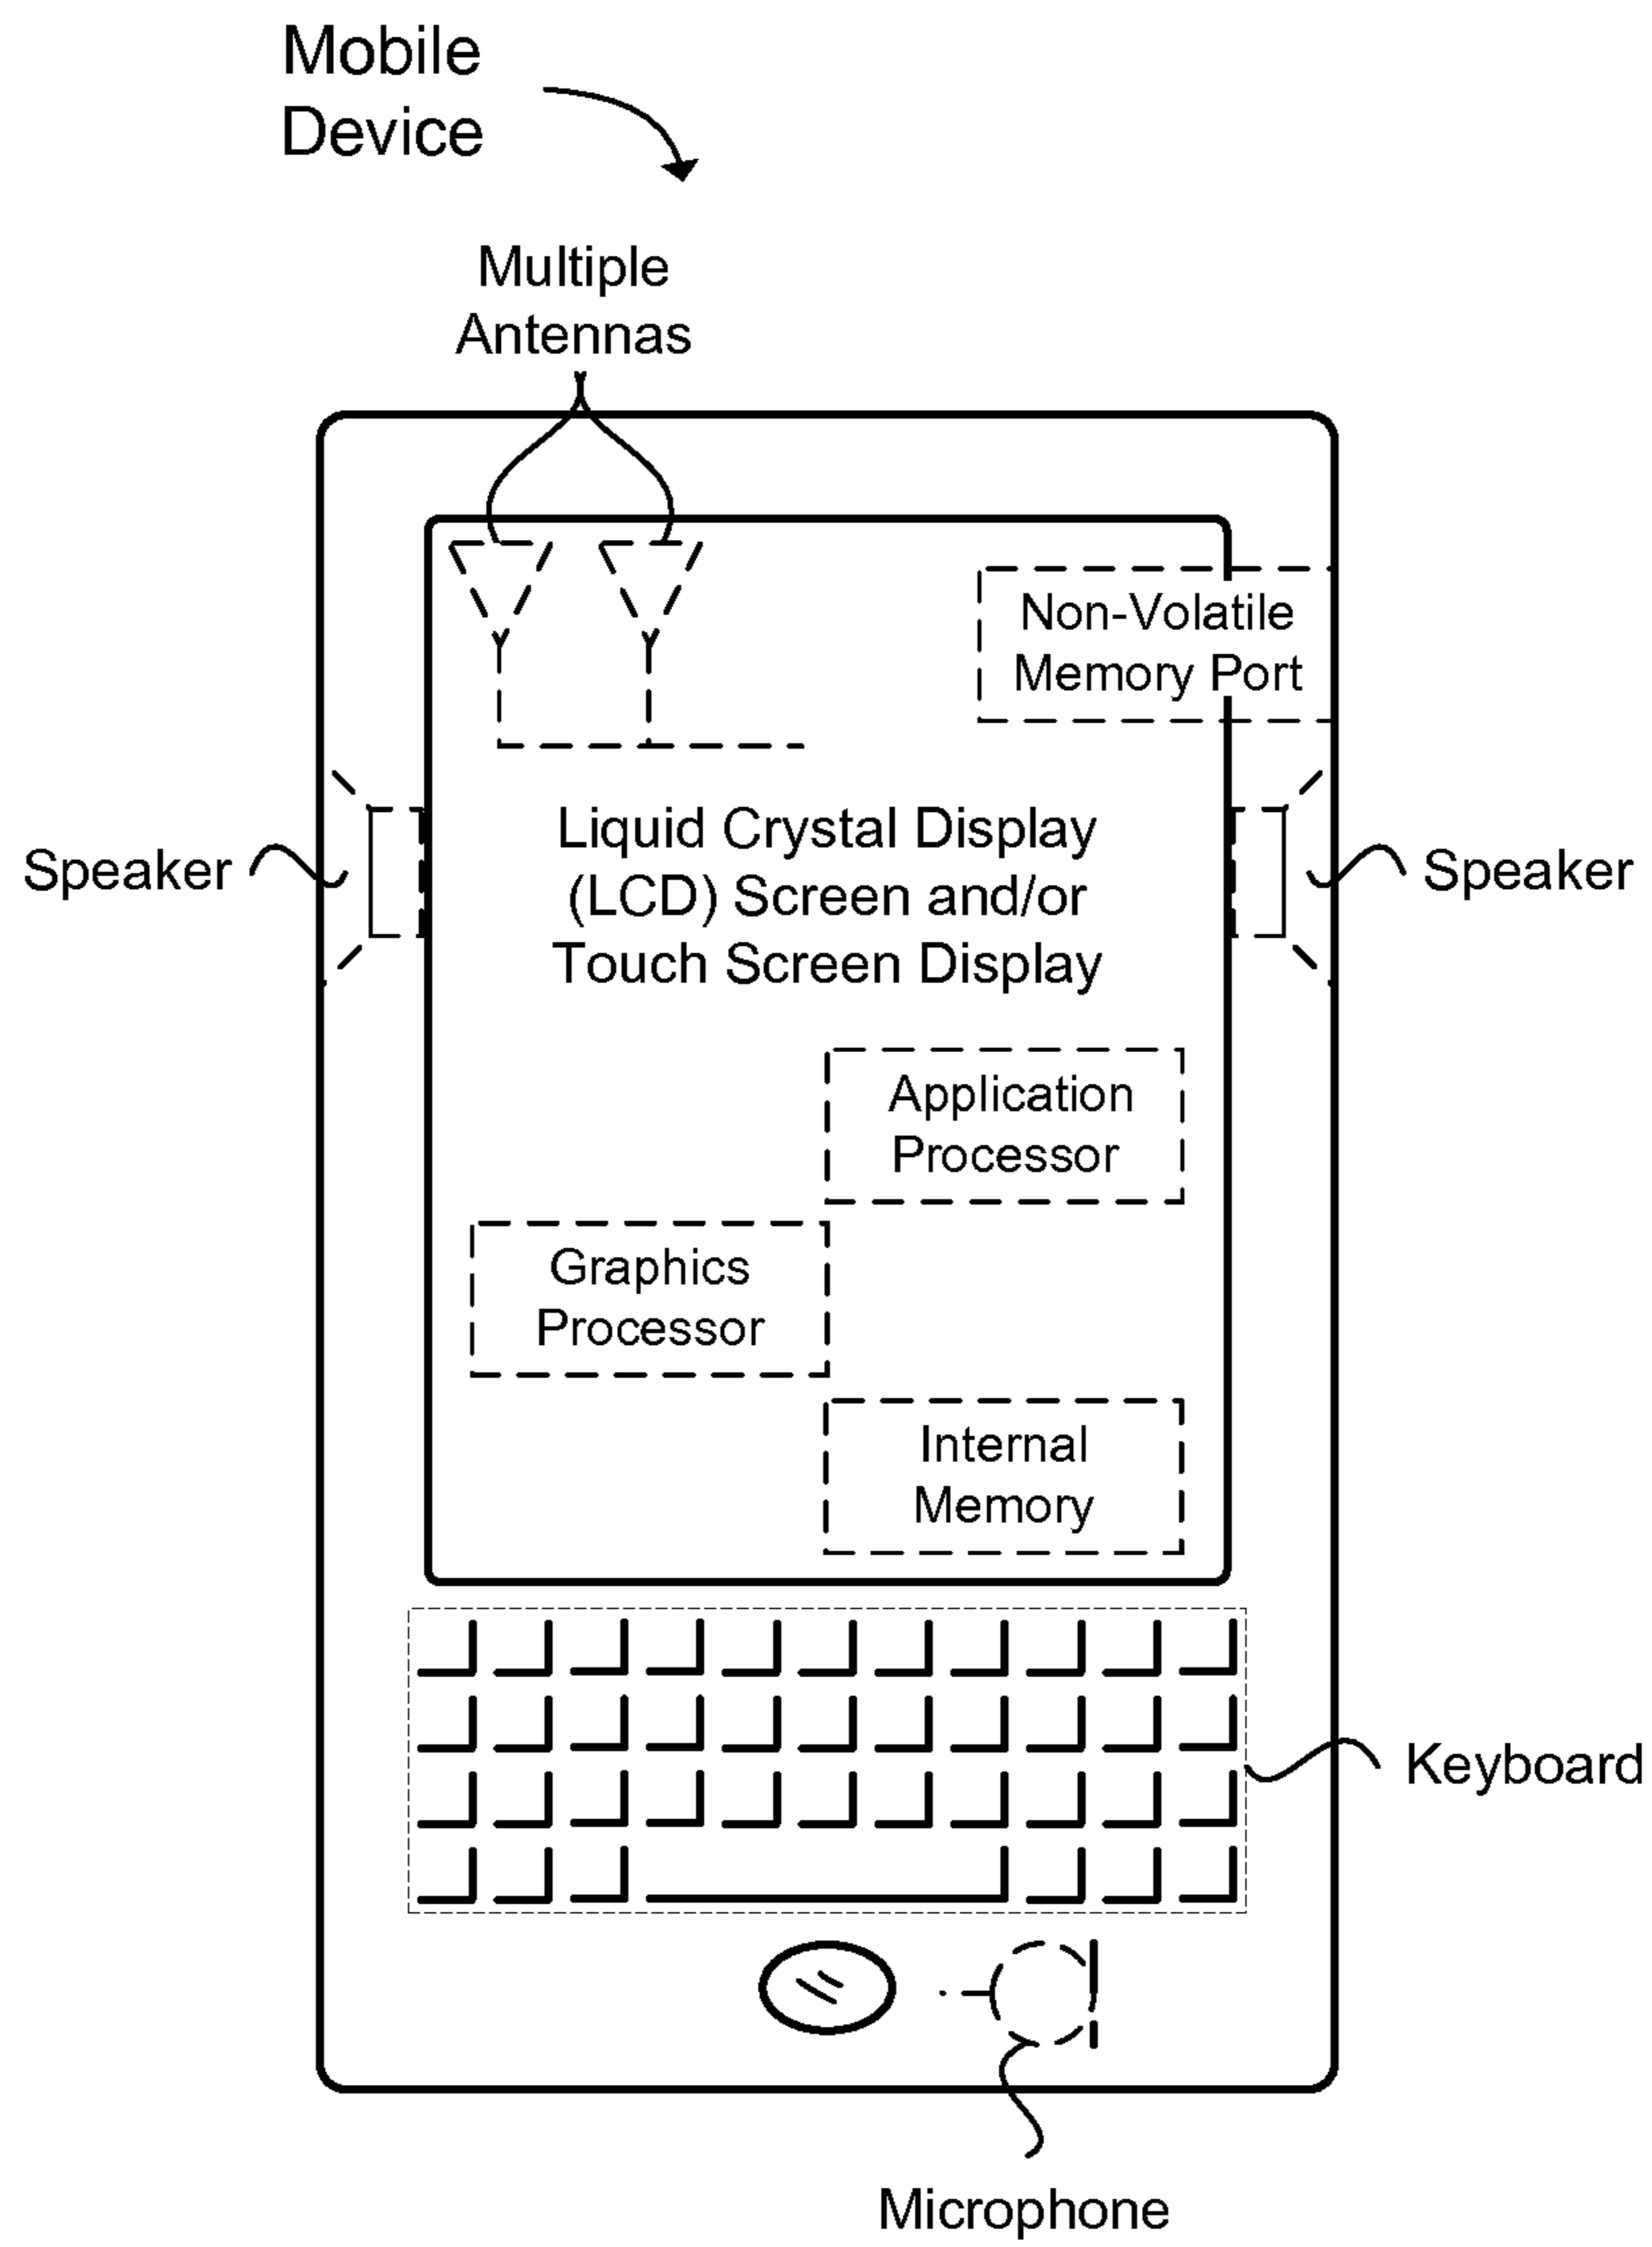 Mobile
Device
Multiple
Antennas
Non-Volatile
Memory Port
Speaker
Liquid Crystal Display
(LCD) Screen and/or
Touch Screen Display
Speaker
Application
Processor
Graphics
Processor
Internal
Memory
Keyboard
Microphone